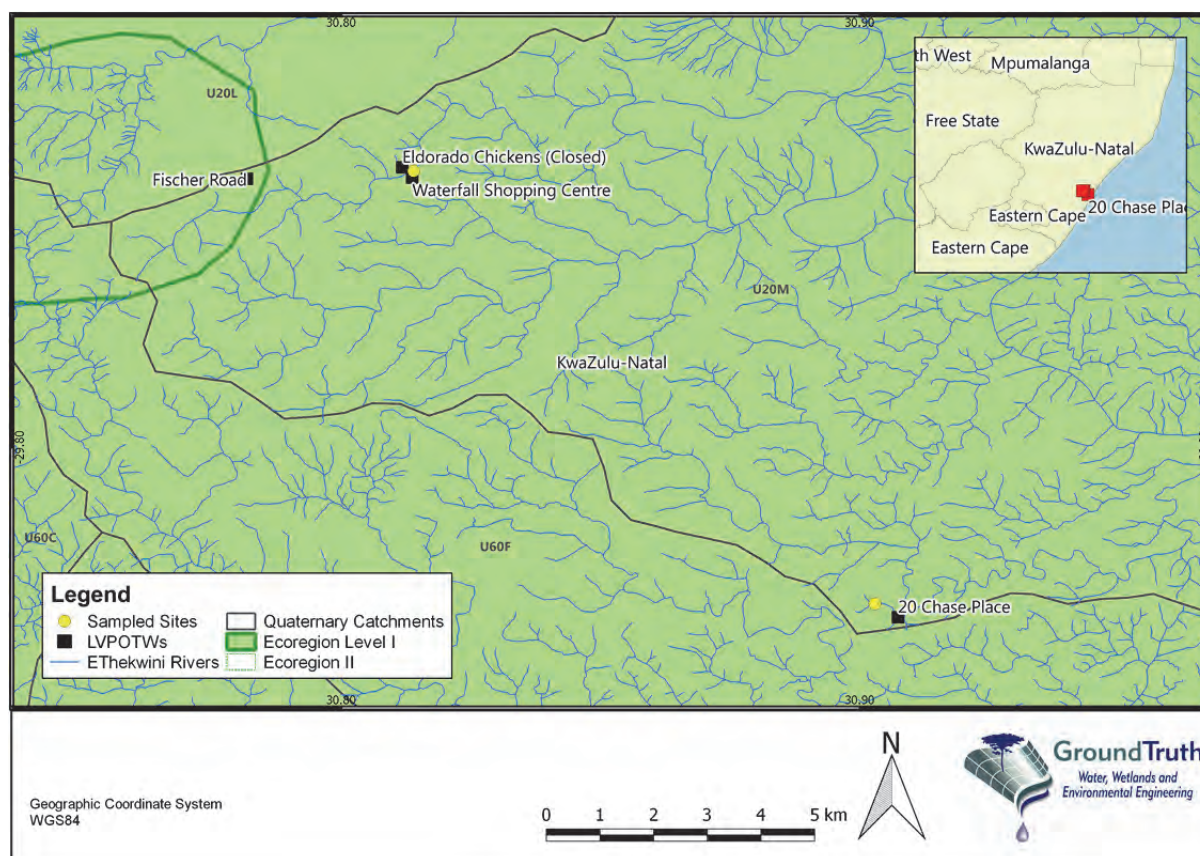 30.80
30.90
U20L
Eldorado Chickens (Closed)
Fischer Road
Waterfall Shopping Centre
th West
Mpumalanga
Free State
KwaZulu-Natal
20 Chase Plac
Eastern Cape
Eastern Cape
U20M
KwaZulu-Natal
-29.80
U60C
U60F
20 Chase Place
Legend
Sampled Sites
LVPOTWs
EThekwini Rivers
Quaternary Catchments
Ecoregion Level I
Ecoregion II
30.80
30.90
Geographic Coordinate System
WGS84
0 1 2 3 4 5 km
N
GroundTruth
Water, Wetlands and
Environmental Engineering